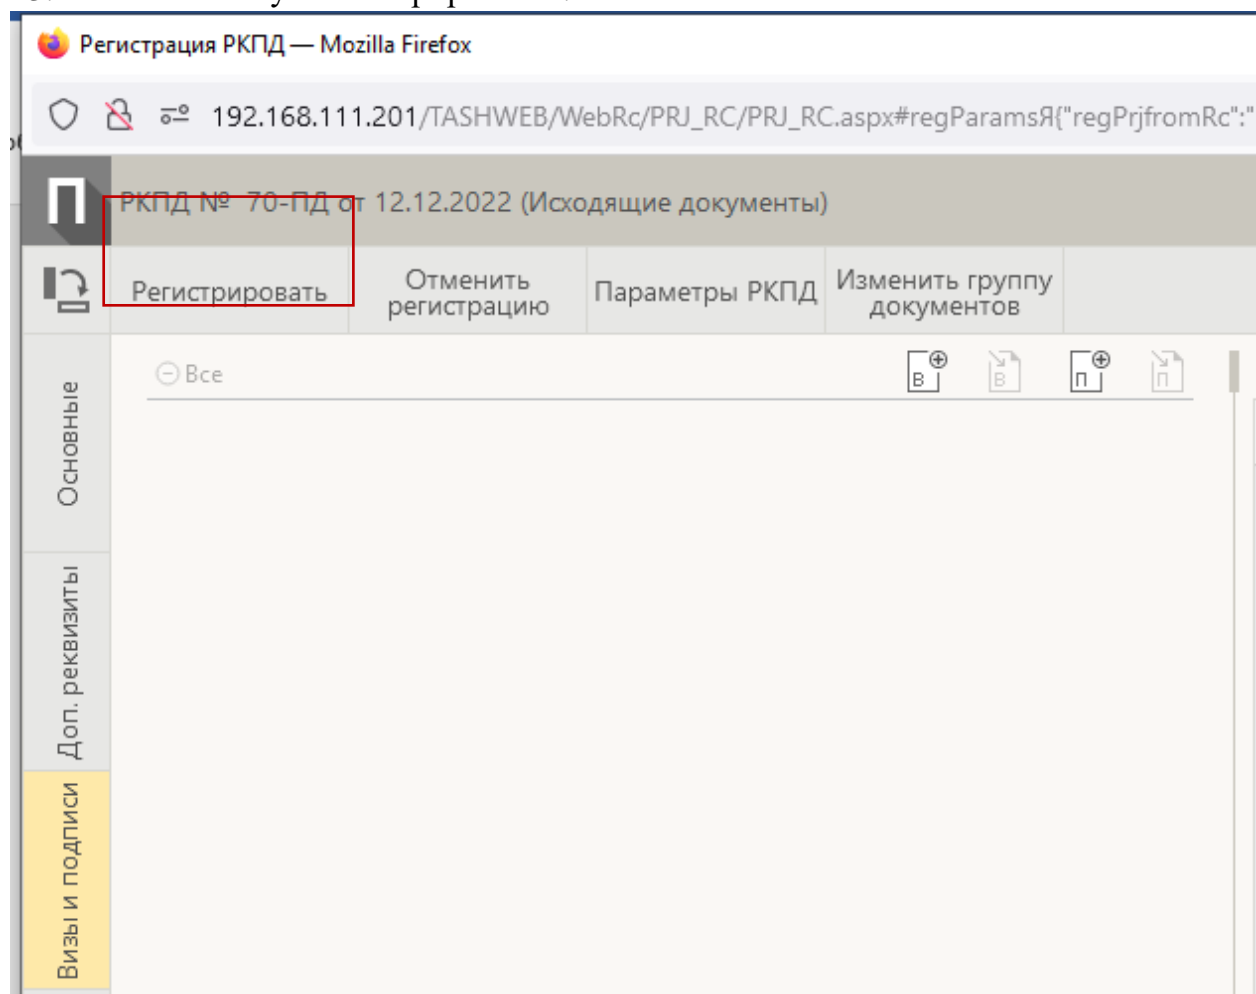 Регистрация РКПД — Mozilla Firefox
192.168.111.201/TASHWEB/WebRc/PRJ_RC/PRJ_RC.aspx#regParamsЯ{"regPrjfromRc":"
П
РКПД № 70-ПД от 12.12.2022 (Исходящие документы)
Регистрировать
Отменить
регистрацию
Параметры РКПД
Изменить группу
документов
Все
В
В
П
П
Основные
Доп. реквизиты
Визы и подписи